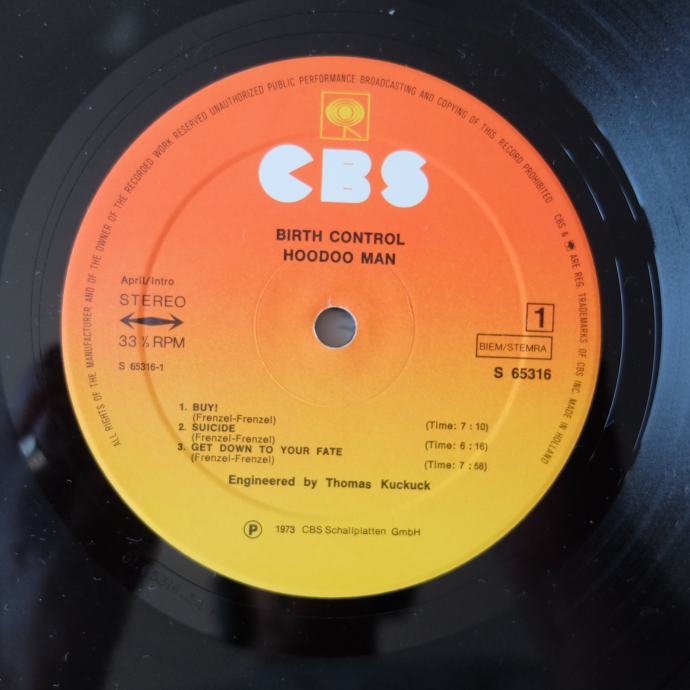 ALL RIGHTS OF THE MANUFACTURER AND OF THE OWNER OF THE RECORDED WORK RESERVED UNAUTHORIZED PUBLIC PERFORMANCE BROADCASTING AND COPYING OF THIS RECORD PROHIBITED
CBS & ARE REG. TRADEMARKS OF CBS INC. MADE IN HOLLAND
CBS
BIRTH CONTROL
HOODOO MAN
April/Intro
STEREO
33 ⅓ RPM
S 65316-1
1
BIEM/STEMRA
S 65316
1. BUY! (Time: 7 : 10)
(Frenzel-Frenzel)
2. SUICIDE (Time: 6 : 16)
(Frenzel-Frenzel)
3. GET DOWN TO YOUR FATE (Time: 7 : 58)
(Frenzel-Frenzel)
Engineered by Thomas Kuckuck
Ⓟ 1973 CBS Schallplatten GmbH